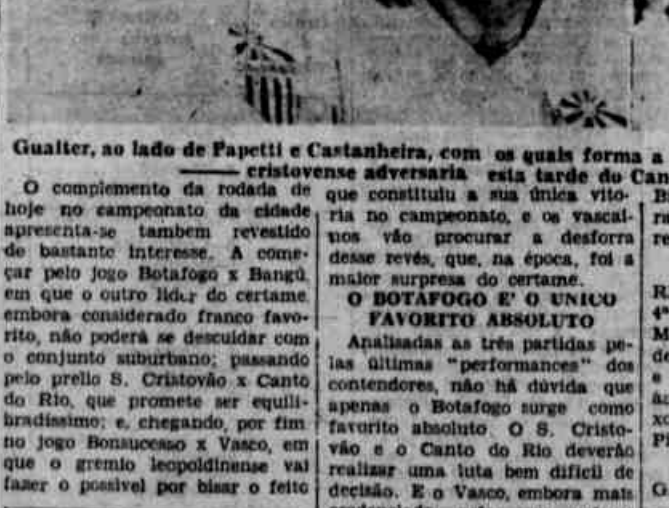 Gualter, ao lado de Papetti e Castanheira, com os quais forma a
cristovense adversaria esta tarde do Can
O complemento da rodada de
hoje no campeonato da cidade
apresenta-se tambem revestido
de bastante interesse. A come-
çar pelo jogo Botafogo x Bangú,
em que o outro lider do certame,
embora considerado franco favo-
rito, não poderá se descuidar com
o conjunto suburbano; passando
pelo prelio S. Cristovão x Canto
do Rio, que promete ser equili-
bradissimo; e, chegando, por fim
no jogo Bonsucesso x Vasco, em
que o gremio leopoldinense vai
fazer o possivel por bisar o feito
que constituiu a sua única vito-
ria no campeonato, e os vascai-
nos vão procurar a desforra
desse revés, que, na época, foi a
maior surpresa do certame.
O BOTAFOGO E' O UNICO
FAVORITO ABSOLUTO
Analisadas as três partidas pe-
las últimas "performances" dos
contendores, não há dúvida que
apenas o Botafogo surge como
favorito absoluto. O S. Cristo-
vão e o Canto do Rio deverão
realizar uma luta bem dificil de
decisão. E o Vasco, embora mais